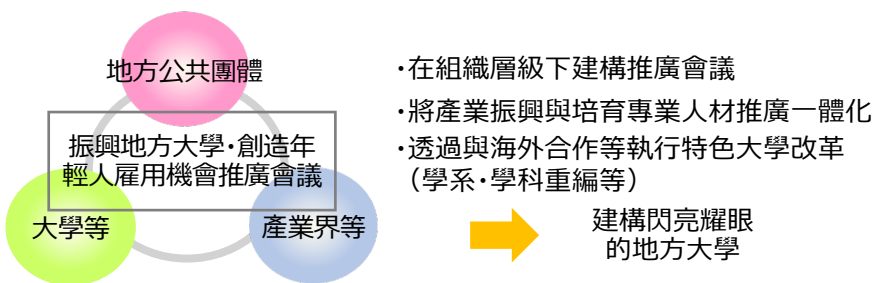 地方公共團體
振興地方大學･創造年
輕人雇用機會推廣會議
大學等
產業界等
･在組織層級下建構推廣會議
･將產業振興與培育專業人材推廣一體化
･透過與海外合作等執行特色大學改革
（學系･學科重編等）
建構閃亮耀眼
的地方大學